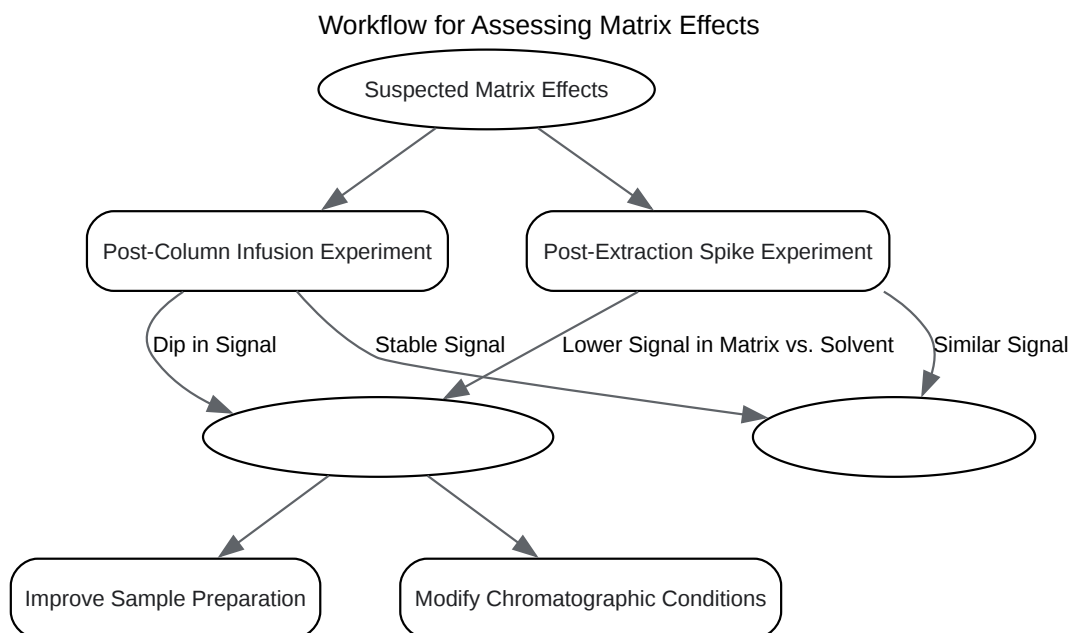 Workflow for Assessing Matrix Effects
Suspected Matrix Effects
Post-Column Infusion Experiment
Post-Extraction Spike Experiment
Dip in Signal
Stable Signal
Lower Signal in Matrix vs. Solvent
Similar Signal
Improve Sample Preparation
Modify Chromatographic Conditions